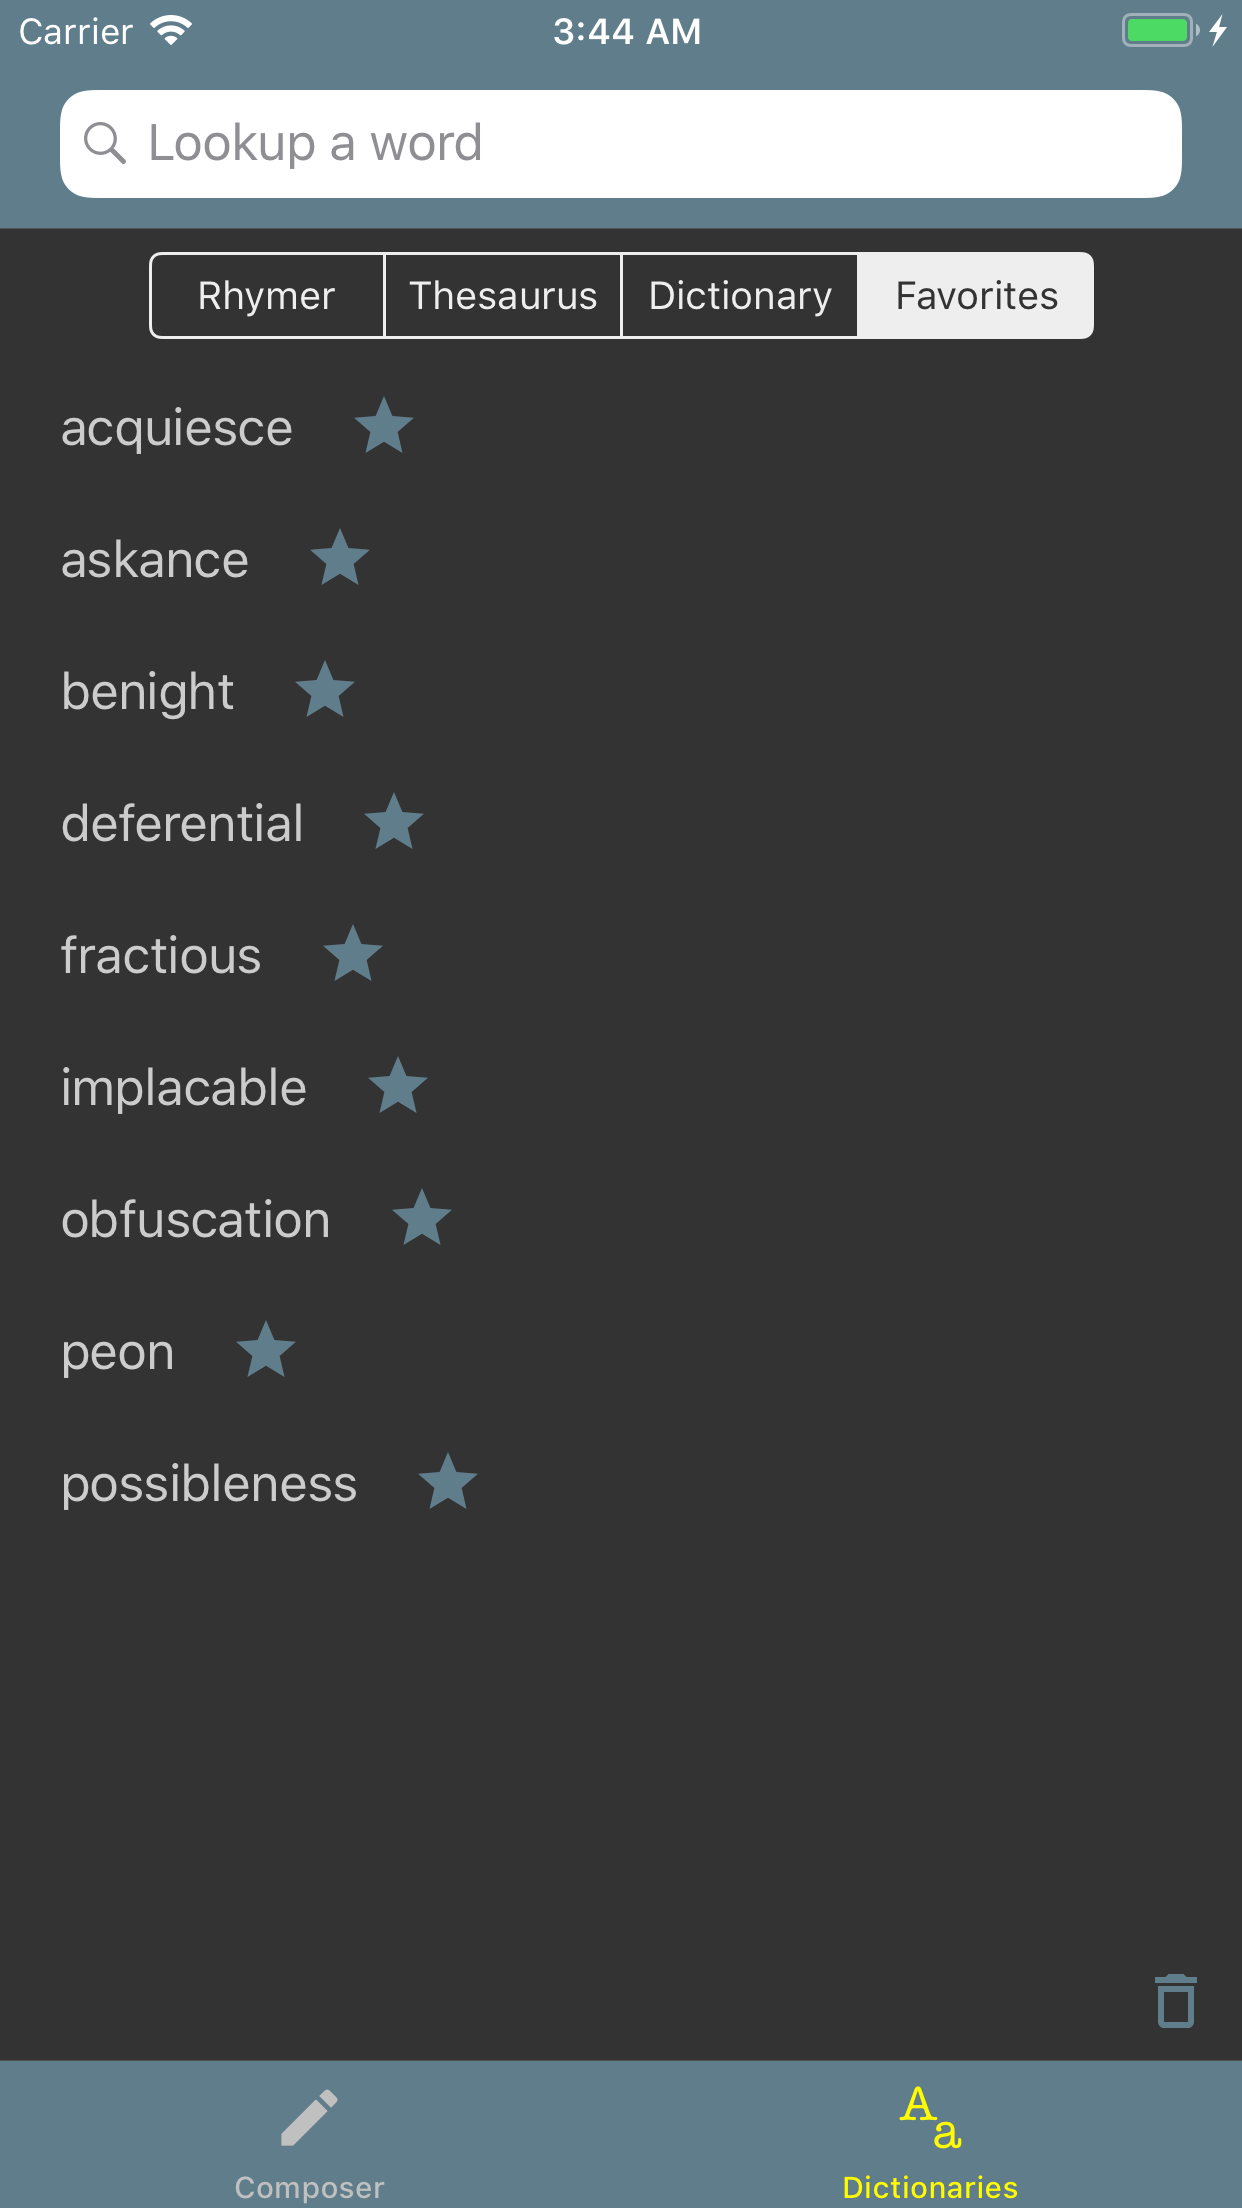 Carrier 3:44 AM
Lookup a word
Rhymer Thesaurus Dictionary Favorites
acquiesce
askance
benight
deferential
fractious
implacable
obfuscation
peon
possibleness
Aa
Composer Dictionaries